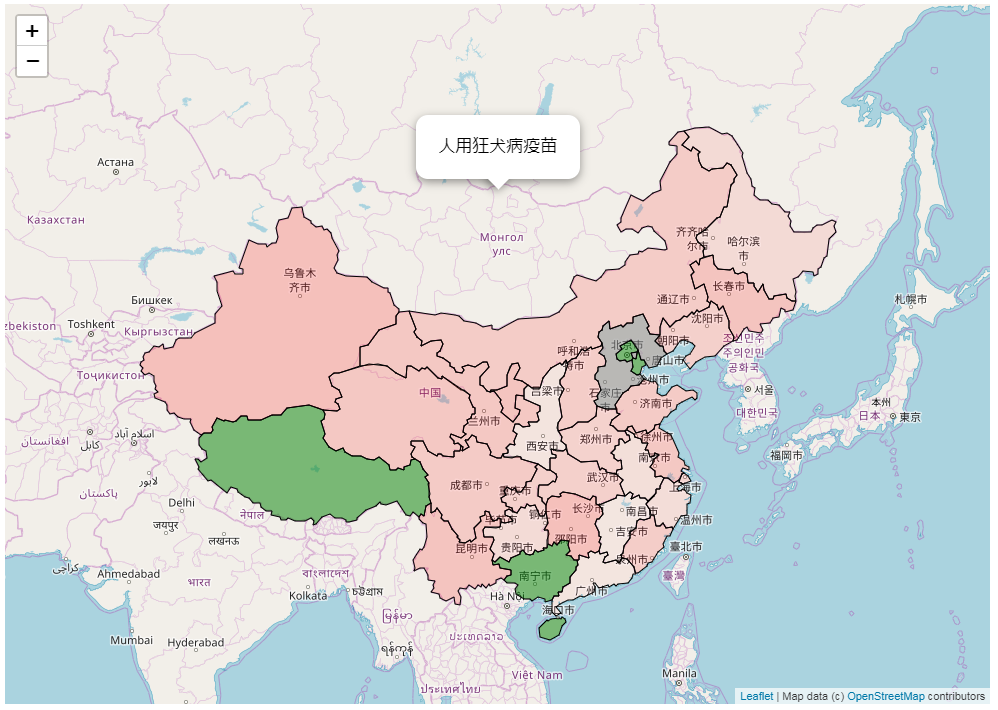 +
−
人用狂犬病疫苗
Астана
Казахстан
Монгол
улс
齐齐哈
尔市
哈尔滨
市
乌鲁木
齐市
长春市
通辽市
沈阳市
札幌市
Бишкек
Toshkent
Кыргызстан
zbekiston
朝阳市
조선민주
주의인민
공화국
北京市
呼和浩
特市
唐山市
沧州市
石家庄
市
Тоҷикистон
中国
吕梁市
济南市
서울
대한민국
本州
日本
東京
兰州市
郑州市
徐州市
西安市
南京市
福岡市
افغانستان
کابل
اسلام آباد
لاہور
پاکستان
成都市
重庆市
武汉市
上海市
Delhi
जयपुर
नेपाल
लखनऊ
毕节市
铜仁市
长沙市
南昌市
温州市
邵阳市
吉安市
昆明市
贵阳市
泉州市
臺北市
كراچى
Ahmedabad
भारत
বাংলাদেশ
Kolkata
চট্টগ্রাম
南宁市
广州市
臺灣
Hà Nội
海口市
မြန်မာ
ရန်ကုန်
Mumbai
Hyderabad
ປະເທດລາວ
ประเทศไทย
Việt Nam
Manila
Leaflet | Map data (c) OpenStreetMap contributors